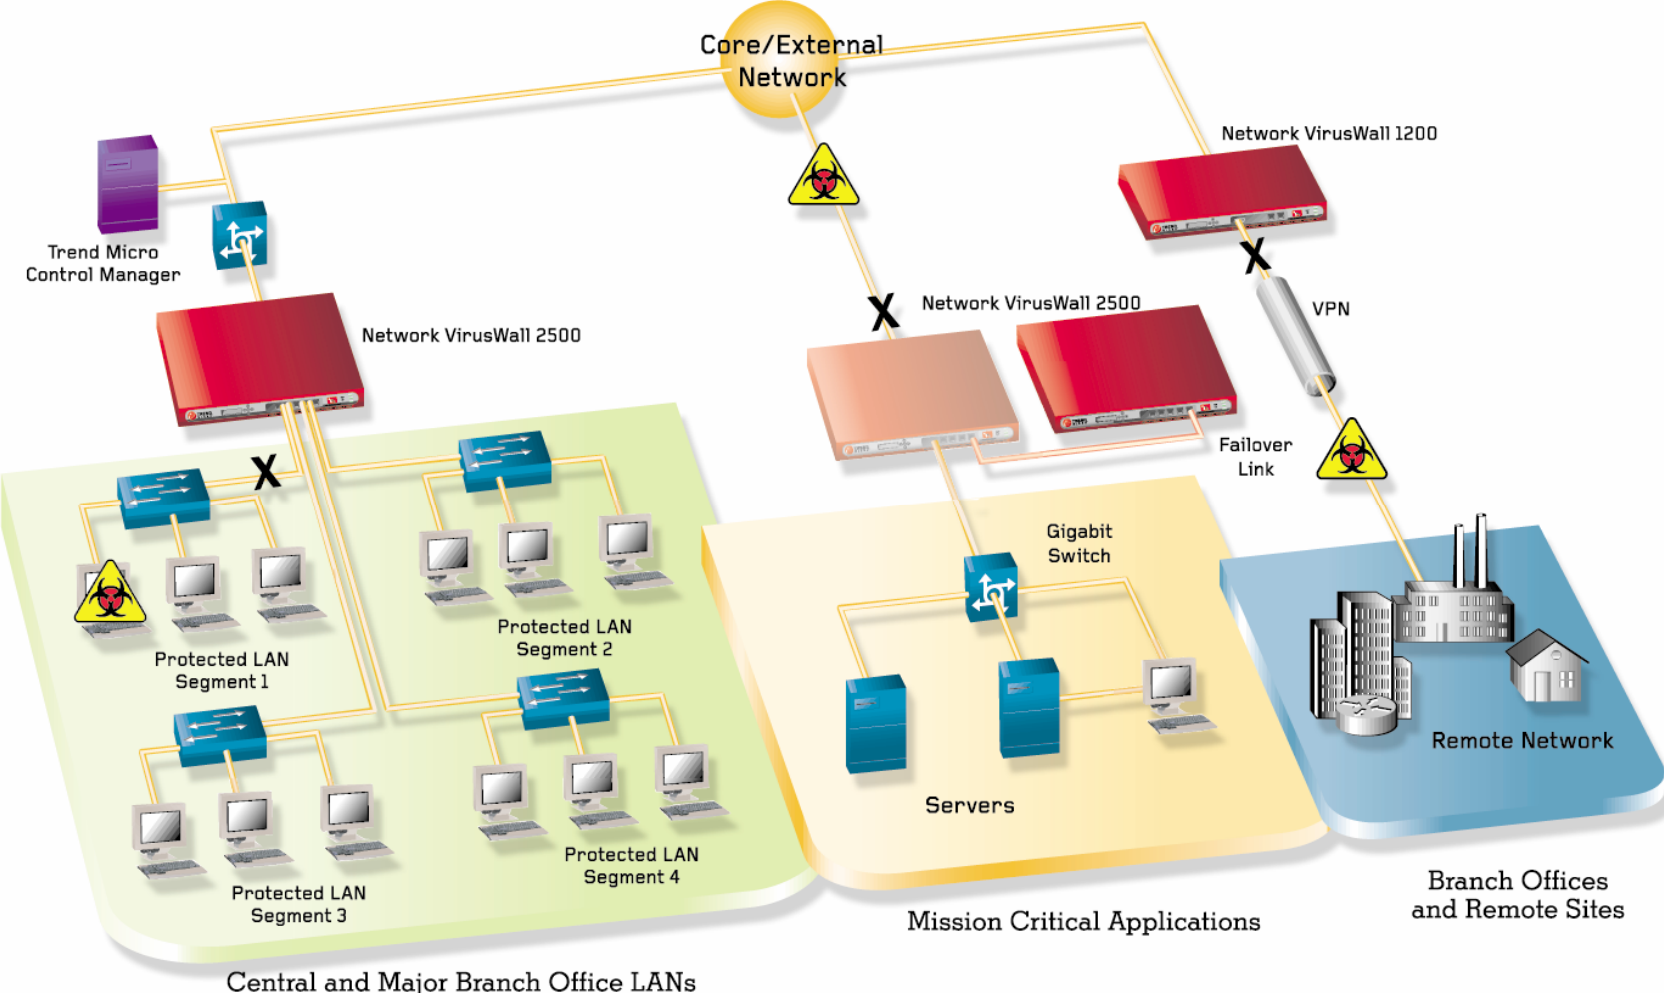 Core/External
Network
Network VirusWall 1200
Trend Micro
Control Manager
Network VirusWall 2500
Network VirusWall 2500
VPN
Failover
Link
Gigabit
Switch
Protected LAN
Segment 1
Protected LAN
Segment 2
Protected LAN
Segment 3
Protected LAN
Segment 4
Servers
Remote Network
Central and Major Branch Office LANs
Mission Critical Applications
Branch Offices
and Remote Sites
X
X
X